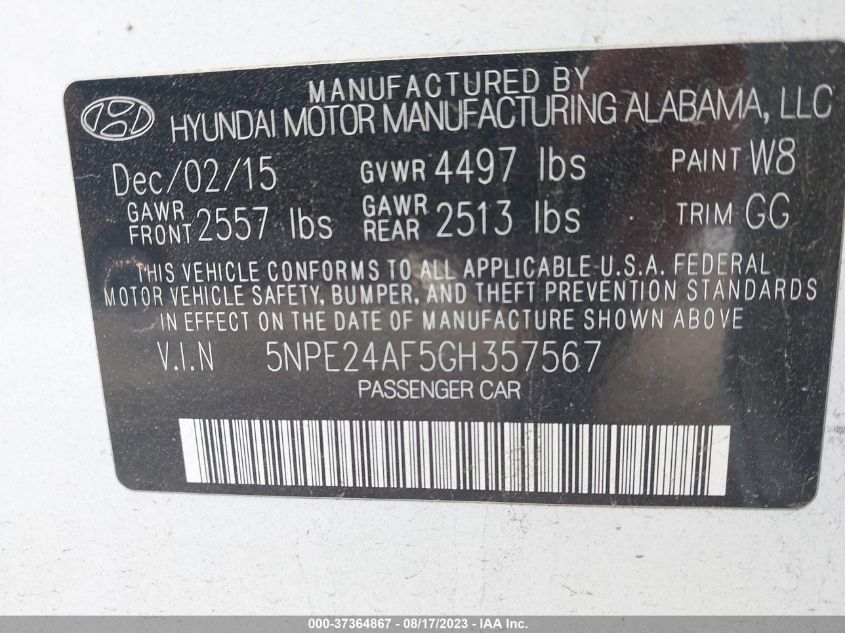 MANUFACTURED BY
HYUNDAI MOTOR MANUFACTURING ALABAMA, LLC
Dec/02/15 GVWR 4497 lbs PAINT W8
GAWR FRONT 2557 lbs GAWR REAR 2513 lbs TRIM GG
THIS VEHICLE CONFORMS TO ALL APPLICABLE U.S.A. FEDERAL
MOTOR VEHICLE SAFETY, BUMPER, AND THEFT PREVENTION STANDARDS
IN EFFECT ON THE DATE OF MANUFACTURE SHOWN ABOVE
V.I.N 5NPE24AF5GH357567
PASSENGER CAR
000-37364867 - 08/17/2023 - IAA Inc.